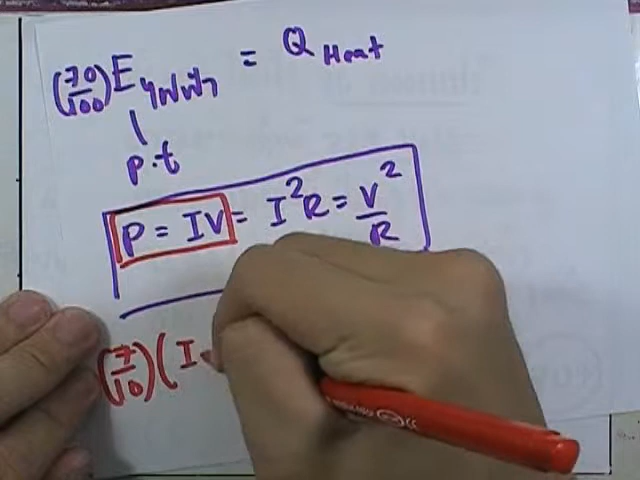 (70/100) E ไฟฟ้า = Q Heat
P.t
P = IV = I²R = V²/R
(7/10)(I